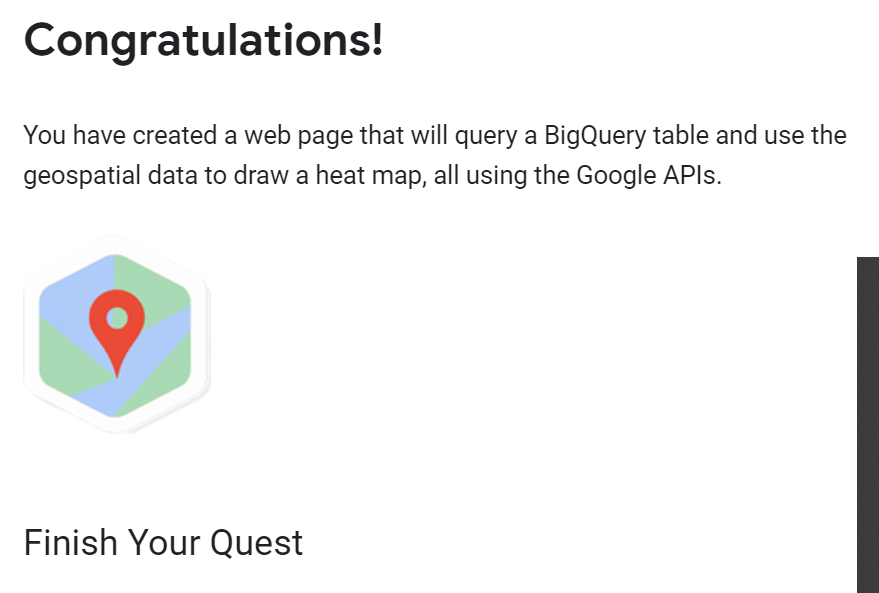 Congratulations!
You have created a web page that will query a BigQuery table and use the
geospatial data to draw a heat map, all using the Google APIs.
Finish Your Quest